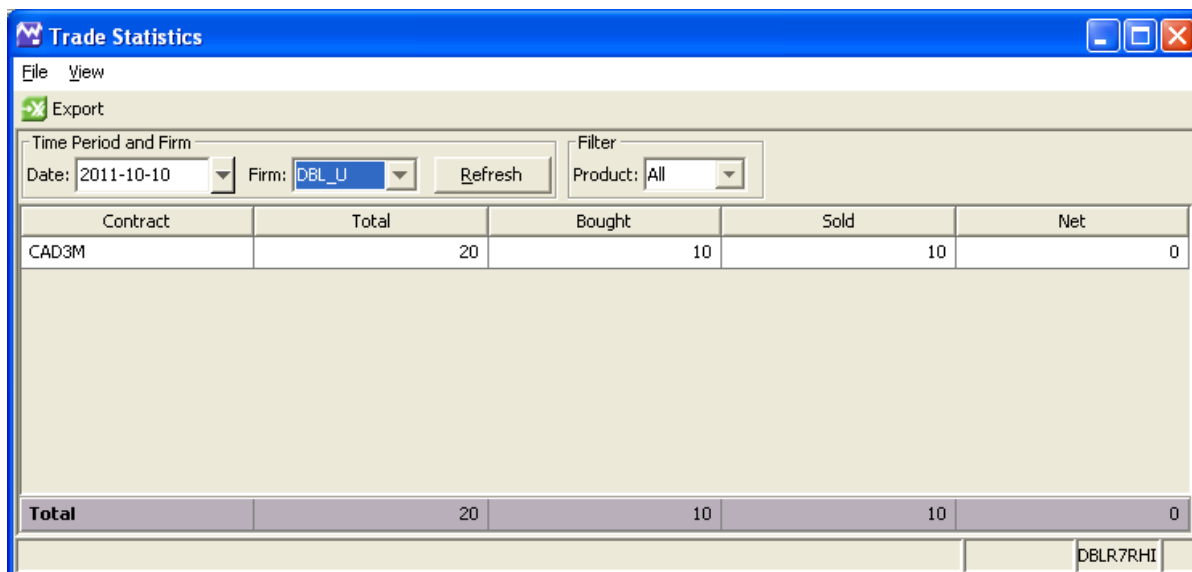 Trade Statistics
File View
Export
Time Period and Firm Filter
Date: 2011-10-10 Firm: DBL_U Refresh Product: All
Contract Total Bought Sold Net
CAD3M 20 10 10 0
Total 20 10 10 0
DBLR7RHI